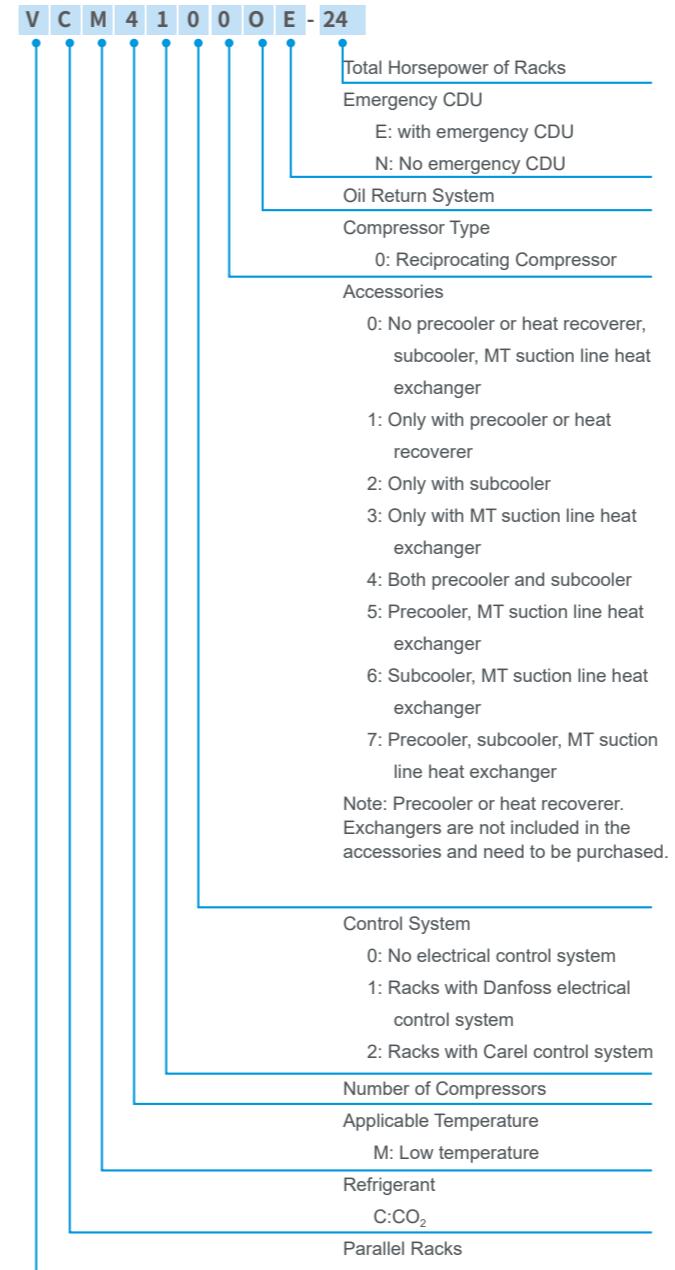 V C M 4 1 0 0 O E - 24
Total Horsepower of Racks
Emergency CDU
E: with emergency CDU
N: No emergency CDU
Oil Return System
Compressor Type
0: Reciprocating Compressor
Accessories
0: No precooler or heat recoverer,
subcooler, MT suction line heat
exchanger
1: Only with precooler or heat
recoverer
2: Only with subcooler
3: Only with MT suction line heat
exchanger
4: Both precooler and subcooler
5: Precooler, MT suction line heat
exchanger
6: Subcooler, MT suction line heat
exchanger
7: Precooler, subcooler, MT suction
line heat exchanger
Note: Precooler or heat recoverer.
Exchangers are not included in the
accessories and need to be purchased.
Control System
0: No electrical control system
1: Racks with Danfoss electrical
control system
2: Racks with Carel control system
Number of Compressors
Applicable Temperature
M: Low temperature
Refrigerant
C:CO₂
Parallel Racks